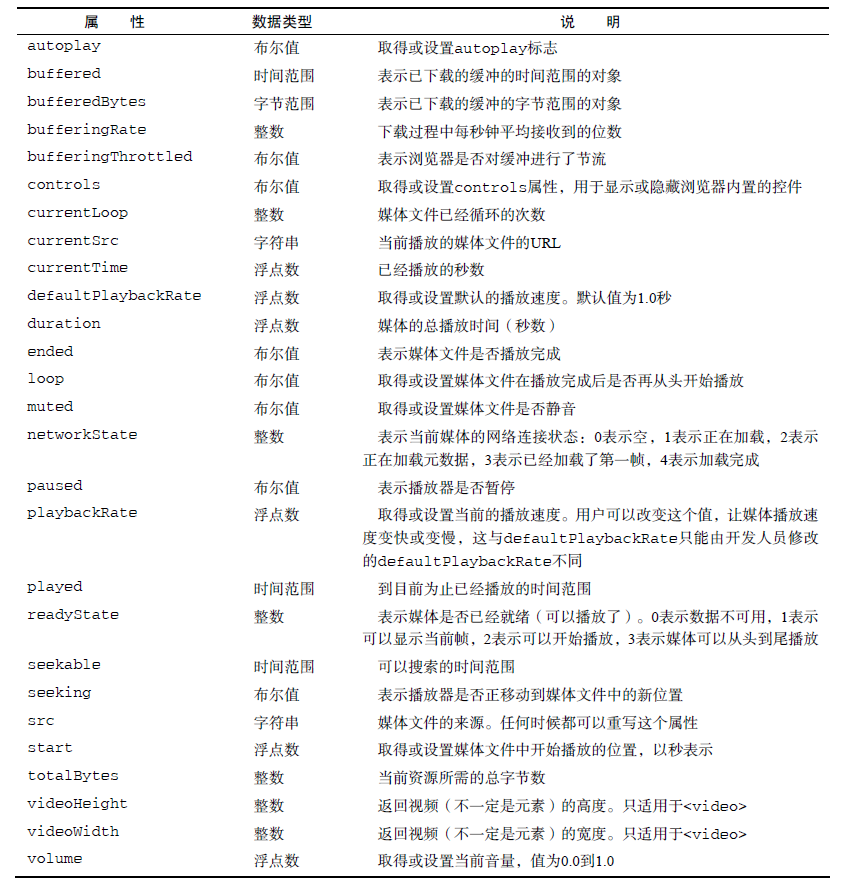 属 性 数据类型 说 明
autoplay 布尔值 取得或设置autoplay标志
buffered 时间范围 表示已下载的缓冲的时间范围的对象
bufferedBytes 字节范围 表示已下载的缓冲的字节范围的对象
bufferingRate 整数 下载过程中每秒钟平均接收到的位数
bufferingThrottled 布尔值 表示浏览器是否对缓冲进行了节流
controls 布尔值 取得或设置controls属性，用于显示或隐藏浏览器内置的控件
currentLoop 整数 媒体文件已经循环的次数
currentSrc 字符串 当前播放的媒体文件的URL
currentTime 浮点数 已经播放的秒数
defaultPlaybackRate 浮点数 取得或设置默认的播放速度。默认值为1.0秒
duration 浮点数 媒体的总播放时间（秒数）
ended 布尔值 表示媒体文件是否播放完成
loop 布尔值 取得或设置媒体文件在播放完成后是否再从头开始播放
muted 布尔值 取得或设置媒体文件是否静音
networkState 整数 表示当前媒体的网络连接状态：0表示空，1表示正在加载，2表示
正在加载元数据，3表示已经加载了第一帧，4表示加载完成
paused 布尔值 表示播放器是否暂停
playbackRate 浮点数 取得或设置当前的播放速度。用户可以改变这个值，让媒体播放速
度变快或变慢，这与defaultPlaybackRate只能由开发人员修改
的defaultPlaybackRate不同
played 时间范围 到目前为止已经播放的时间范围
readyState 整数 表示媒体是否已经就绪（可以播放了）。0表示数据不可用，1表示
可以显示当前帧，2表示可以开始播放，3表示媒体可以从头到尾播放
seekable 时间范围 可以搜索的时间范围
seeking 布尔值 表示播放器是否正移动到媒体文件中的新位置
src 字符串 媒体文件的来源。任何时候都可以重写这个属性
start 浮点数 取得或设置媒体文件中开始播放的位置，以秒表示
totalBytes 整数 当前资源所需的总字节数
videoHeight 整数 返回视频（不一定是元素）的高度。只适用于<video>
videoWidth 整数 返回视频（不一定是元素）的宽度。只适用于<video>
volume 浮点数 取得或设置当前音量，值为0.0到1.0